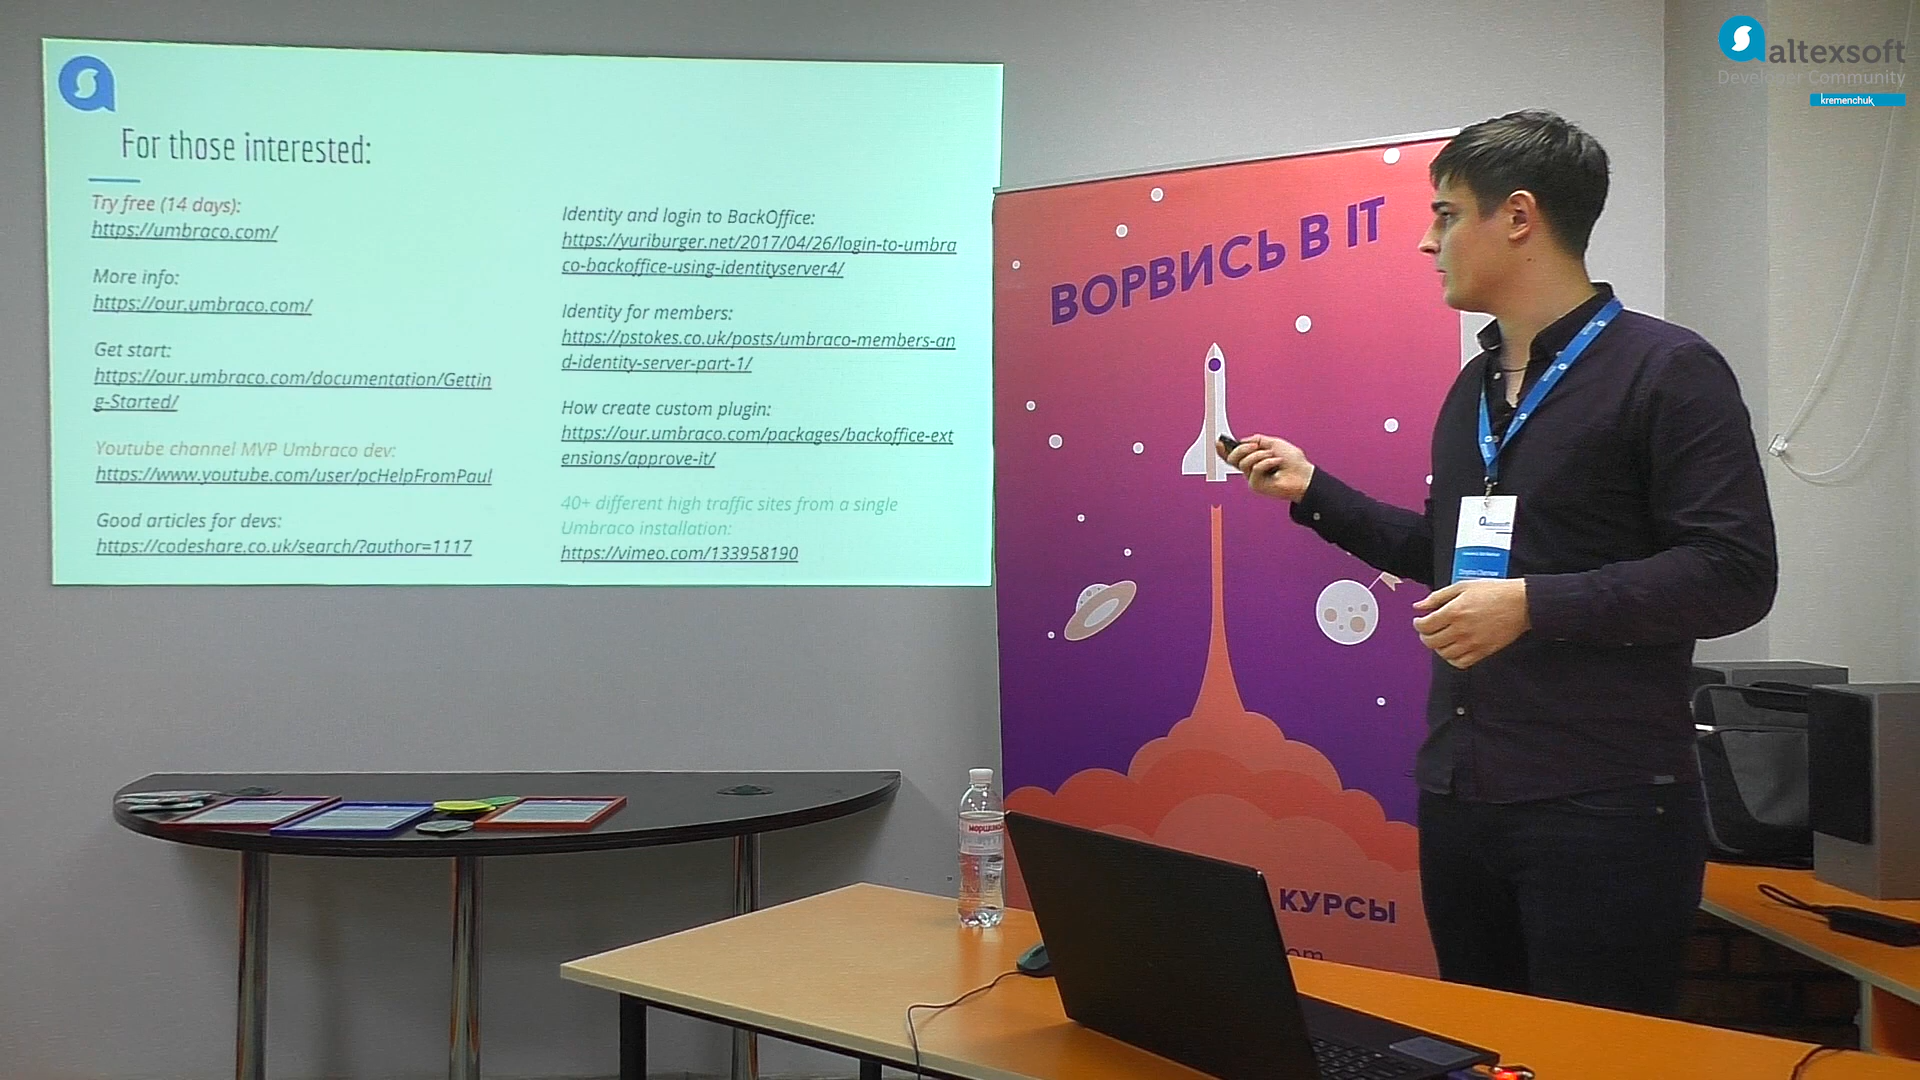 For those interested:
Try free (14 days):
https://umbraco.com/
More info:
https://our.umbraco.com/
Get start:
https://our.umbraco.com/documentation/Gettin
g-Started/
Youtube channel MVP Umbraco dev:
https://www.youtube.com/user/pcHelpFromPaul
Good articles for devs:
https://codeshare.co.uk/search/?author=1117
Identity and login to BackOffice:
https://yuriburger.net/2017/04/26/login-to-umbra
co-backoffice-using-identityserver4/
Identity for members:
https://pstokes.co.uk/posts/umbraco-members-an
d-identity-server-part-1/
How create custom plugin:
https://our.umbraco.com/packages/backoffice-ext
ensions/approve-it/
40+ different high traffic sites from a single
Umbraco installation:
https://vimeo.com/133958190
ВОРВИСЬ В IT
КУРСЫ
altexsoft
Developer Community
kremenchuk
altexsoft